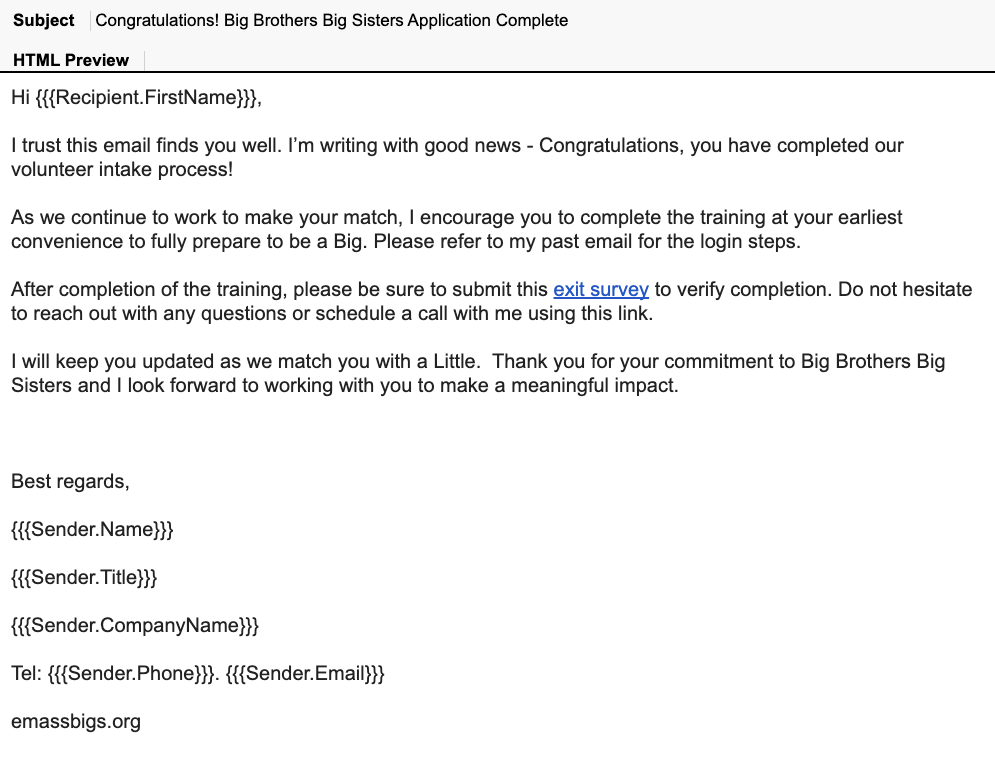 Subject Congratulations! Big Brothers Big Sisters Application Complete
HTML Preview
Hi {{{Recipient.FirstName}}},
I trust this email finds you well. I’m writing with good news - Congratulations, you have completed our
volunteer intake process!
As we continue to work to make your match, I encourage you to complete the training at your earliest
convenience to fully prepare to be a Big. Please refer to my past email for the login steps.
After completion of the training, please be sure to submit this exit survey to verify completion. Do not hesitate
to reach out with any questions or schedule a call with me using this link.
I will keep you updated as we match you with a Little.  Thank you for your commitment to Big Brothers Big
Sisters and I look forward to working with you to make a meaningful impact.
Best regards,
{{{Sender.Name}}}
{{{Sender.Title}}}
{{{Sender.CompanyName}}}
Tel: {{{Sender.Phone}}}. {{{Sender.Email}}}
emassbigs.org